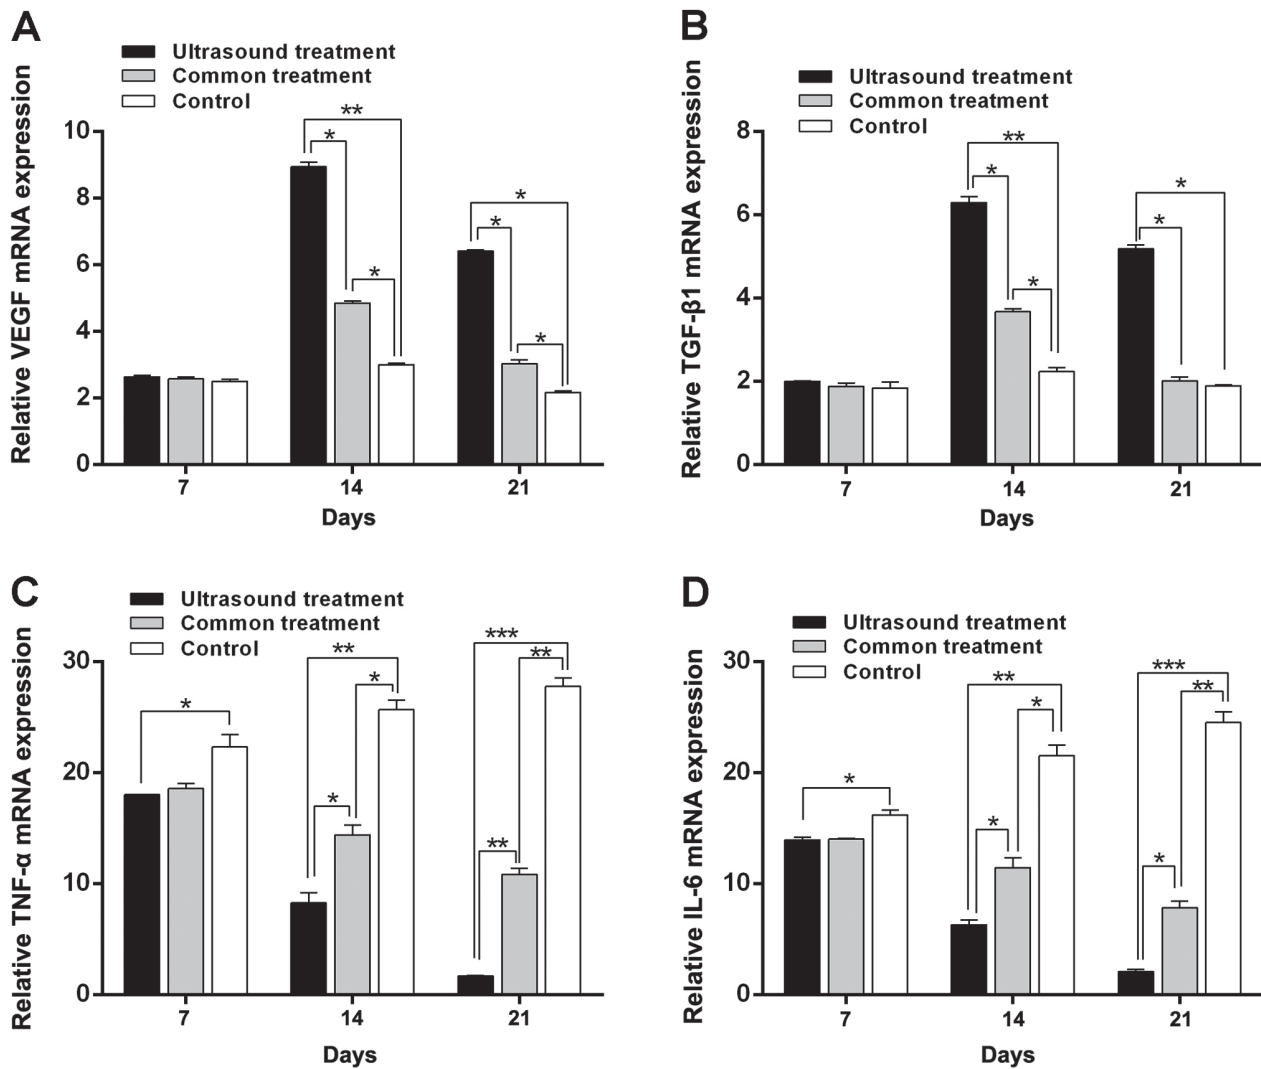 A
Ultrasound treatment
Common treatment
Control
Relative VEGF mRNA expression
10
8
6
4
2
0
**
*
*
*
*
*
7
14
21
Days
B
Ultrasound treatment
Common treatment
Control
Relative TGF-β1 mRNA expression
8
6
4
2
0
**
*
*
*
*
7
14
21
Days
C
Ultrasound treatment
Common treatment
Control
Relative TNF-α mRNA expression
30
20
10
0
*
**
*
*
***
**
**
7
14
21
Days
D
Ultrasound treatment
Common treatment
Control
Relative IL-6 mRNA expression
30
20
10
0
*
**
*
*
***
**
*
7
14
21
Days